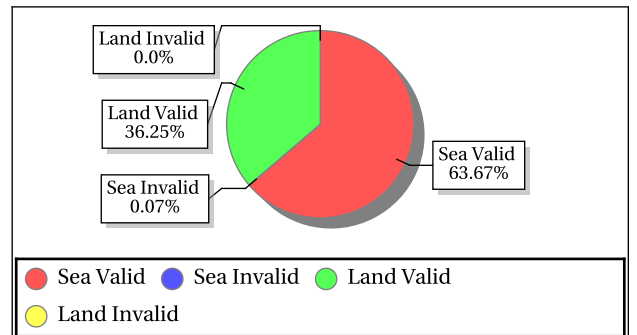 Land Invalid
0.0%
Land Valid
36.25%
Sea Invalid
0.07%
Sea Valid
63.67%
Sea Valid Sea Invalid Land Valid
Land Invalid